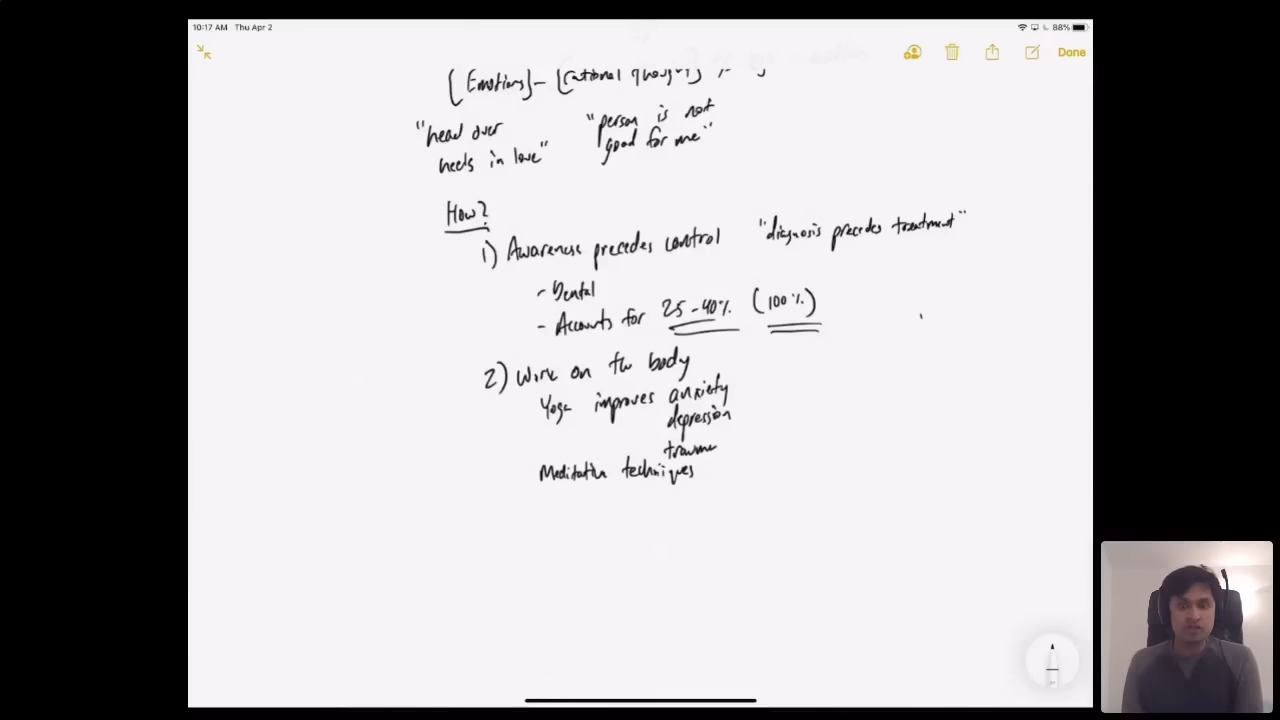 10:17 AM Thu Apr 2
88%
Done
[Emotions] - [rational thought]
"head over heels in love"
"person is not good for me"
How?
1) Awareness precedes control "diagnosis precedes treatment"
- Dental
- Accounts for 25-40% (100%)
2) Work on the body
Yoga improves anxiety
depression
trauma
Meditative techniques